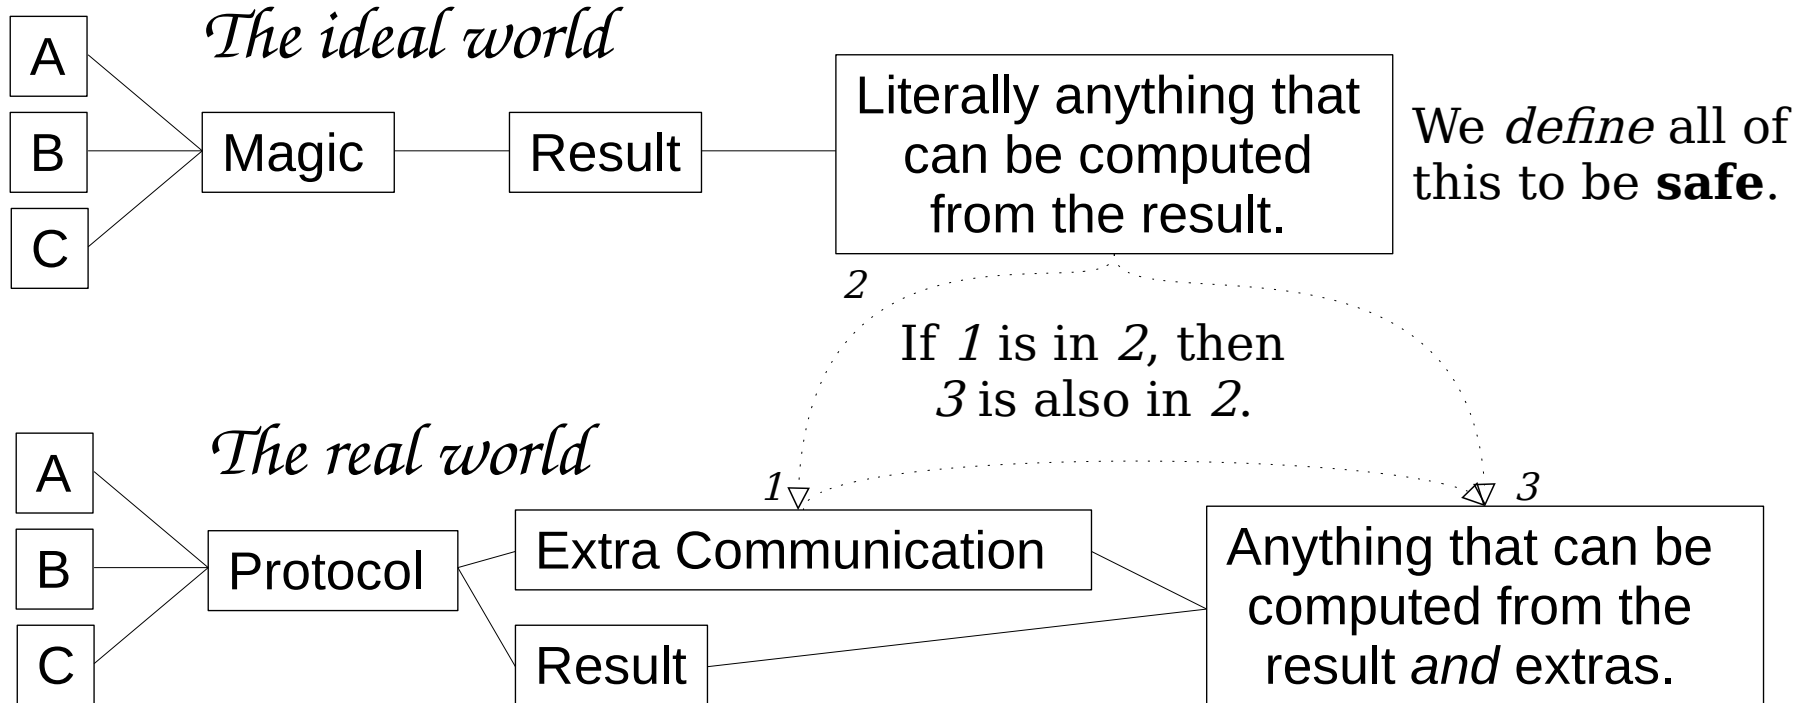 The ideal world
A
B
C
Magic
Result
Literally anything that
can be computed
from the result.
We define all of
this to be safe.
2
If 1 is in 2, then
3 is also in 2.
The real world
A
B
C
Protocol
1
Extra Communication
Result
3
Anything that can be
computed from the
result and extras.